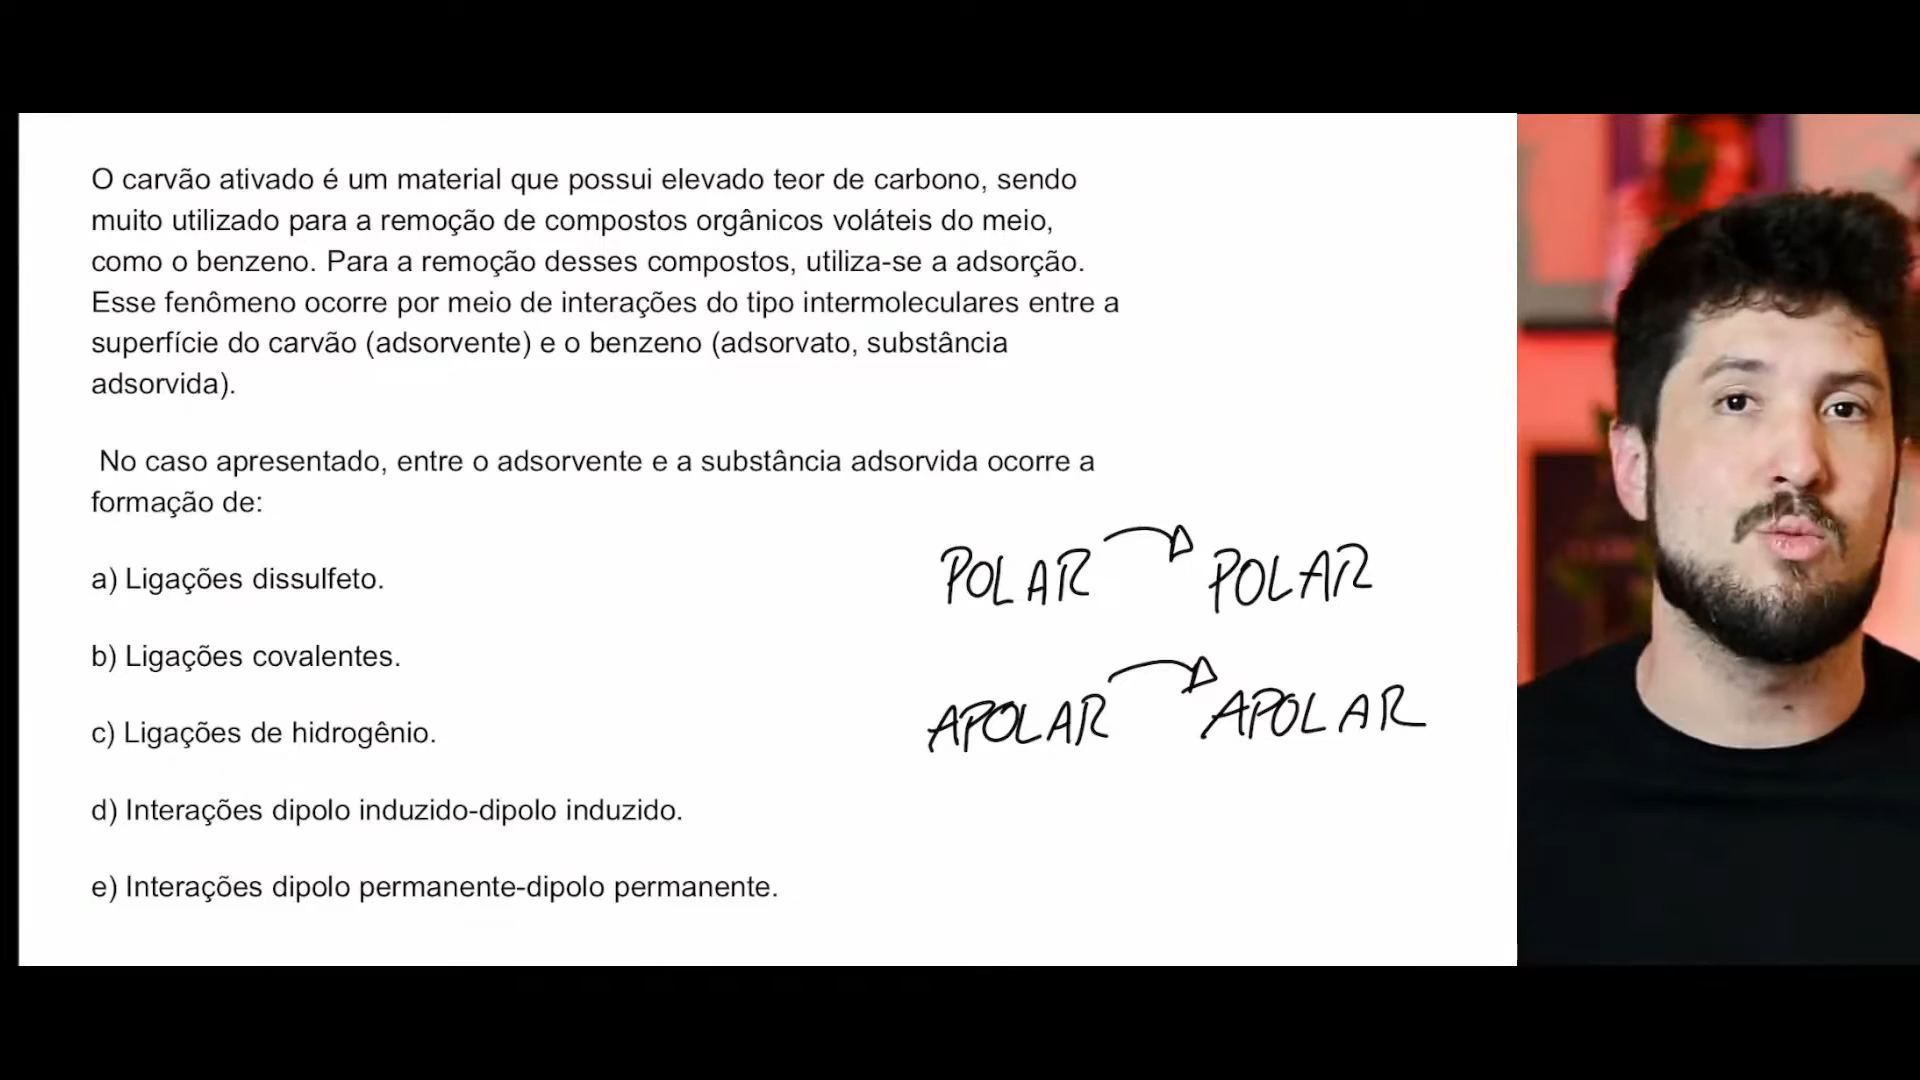 O carvão ativado é um material que possui elevado teor de carbono, sendo
muito utilizado para a remoção de compostos orgânicos voláteis do meio,
como o benzeno. Para a remoção desses compostos, utiliza-se a adsorção.
Esse fenômeno ocorre por meio de interações do tipo intermoleculares entre a
superfície do carvão (adsorvente) e o benzeno (adsorvato, substância
adsorvida).
No caso apresentado, entre o adsorvente e a substância adsorvida ocorre a
formação de:
a) Ligações dissulfeto.
b) Ligações covalentes.
c) Ligações de hidrogênio.
d) Interações dipolo induzido-dipolo induzido.
e) Interações dipolo permanente-dipolo permanente.
POLAR POLAR
APOLAR APOLAR